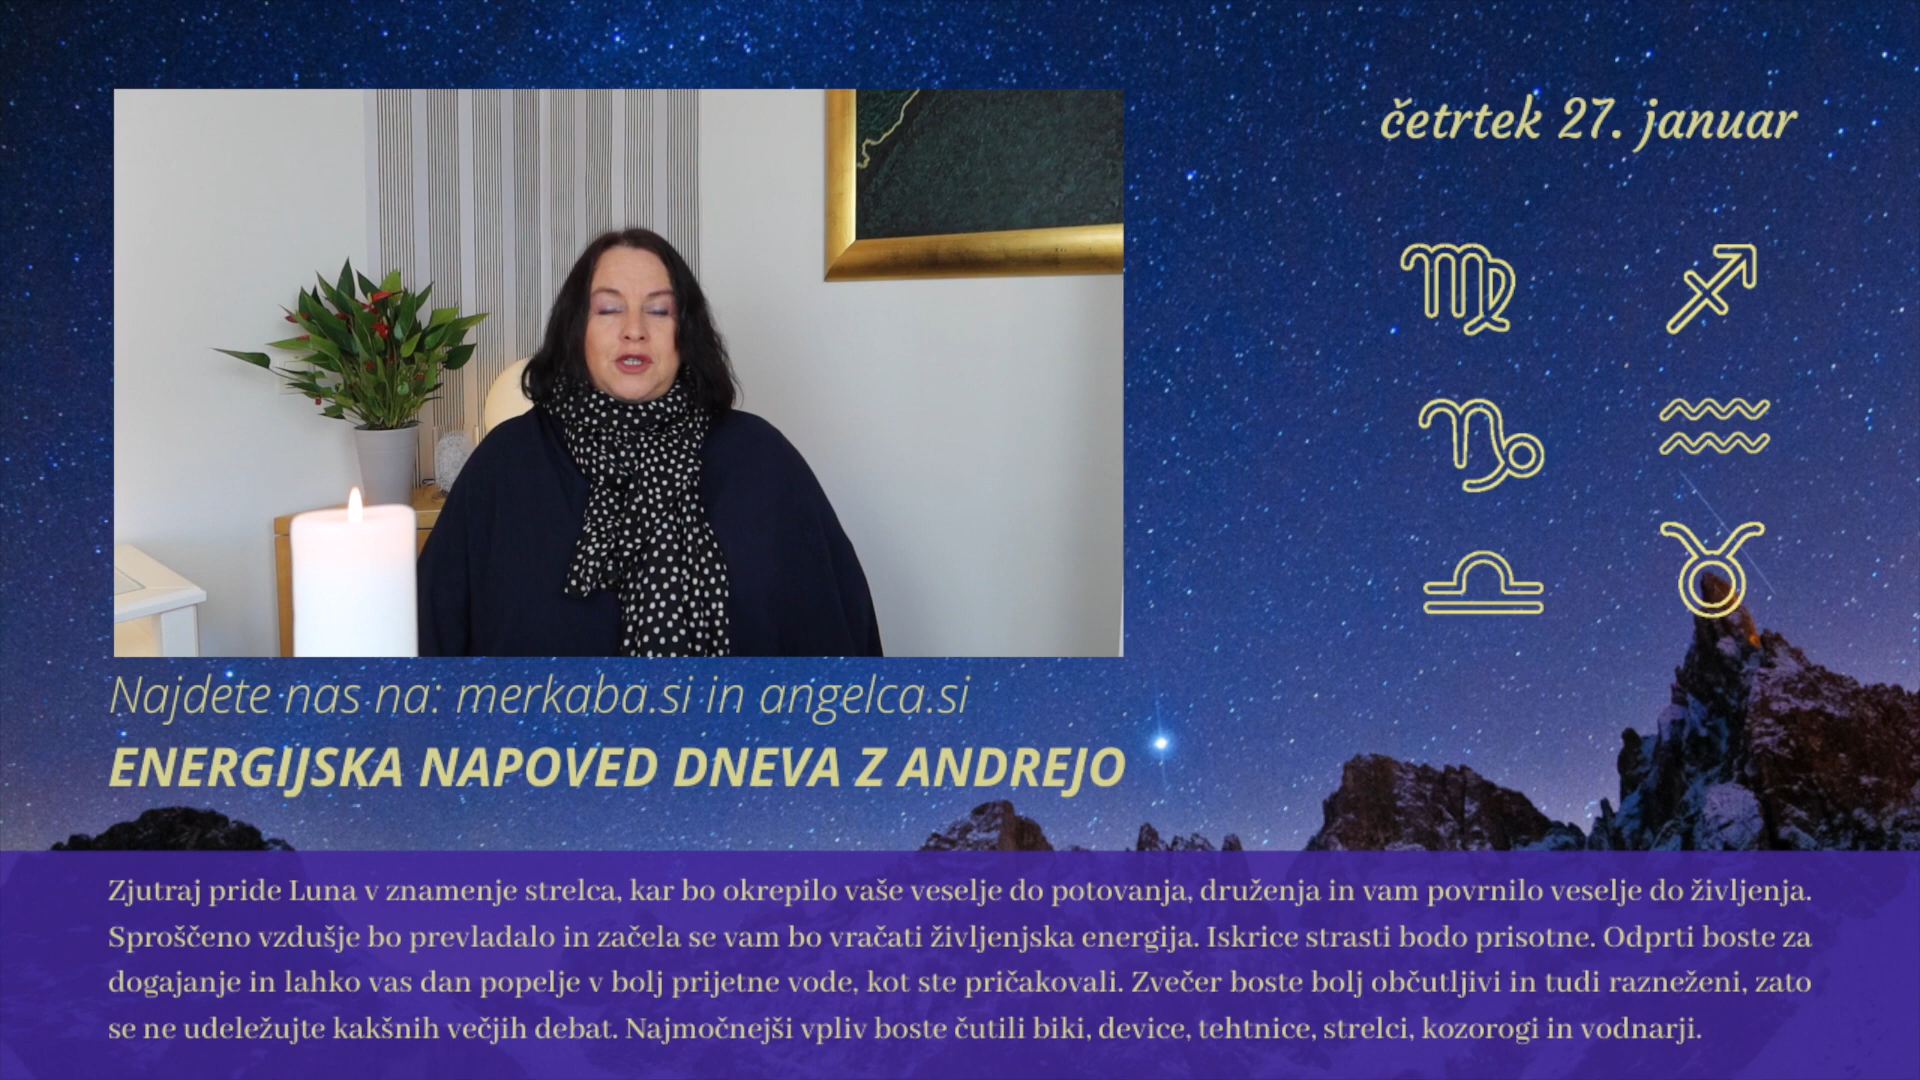 četrtek 27. januar
Najdete nas na: merkaba.si in angelca.si
ENERGIJSKA NAPOVED DNEVA Z ANDREJO
Zjutraj pride Luna v znamenje strelca, kar bo okrepilo vaše veselje do potovanja, druženja in vam povrnilo veselje do življenja.
Sproščeno vzdušje bo prevladalo in začela se vam bo vračati življenjska energija. Iskrice strasti bodo prisotne. Odprti boste za
dogajanje in lahko vas dan popelje v bolj prijetne vode, kot ste pričakovali. Zvečer boste bolj občutljivi in tudi razneženi, zato
se ne udeležujte kakšnih večjih debat. Najmočnejši vpliv boste čutili biki, device, tehtnice, strelci, kozorogi in vodnarji.